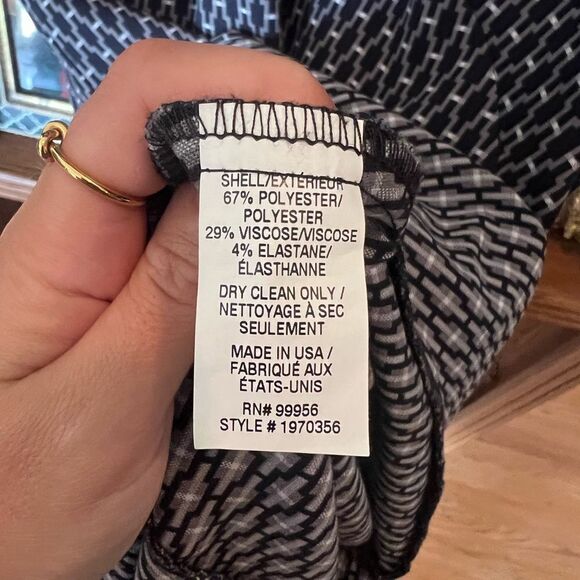 SHELL/EXTÉRIEUR
67% POLYESTER/
POLYESTER
29% VISCOSE/VISCOSE
4% ELASTANE/
ÉLASTHANNE
DRY CLEAN ONLY /
NETTOYAGE À SEC
SEULEMENT
MADE IN USA /
FABRIQUÉ AUX
ÉTATS-UNIS
RN# 99956
STYLE # 1970356